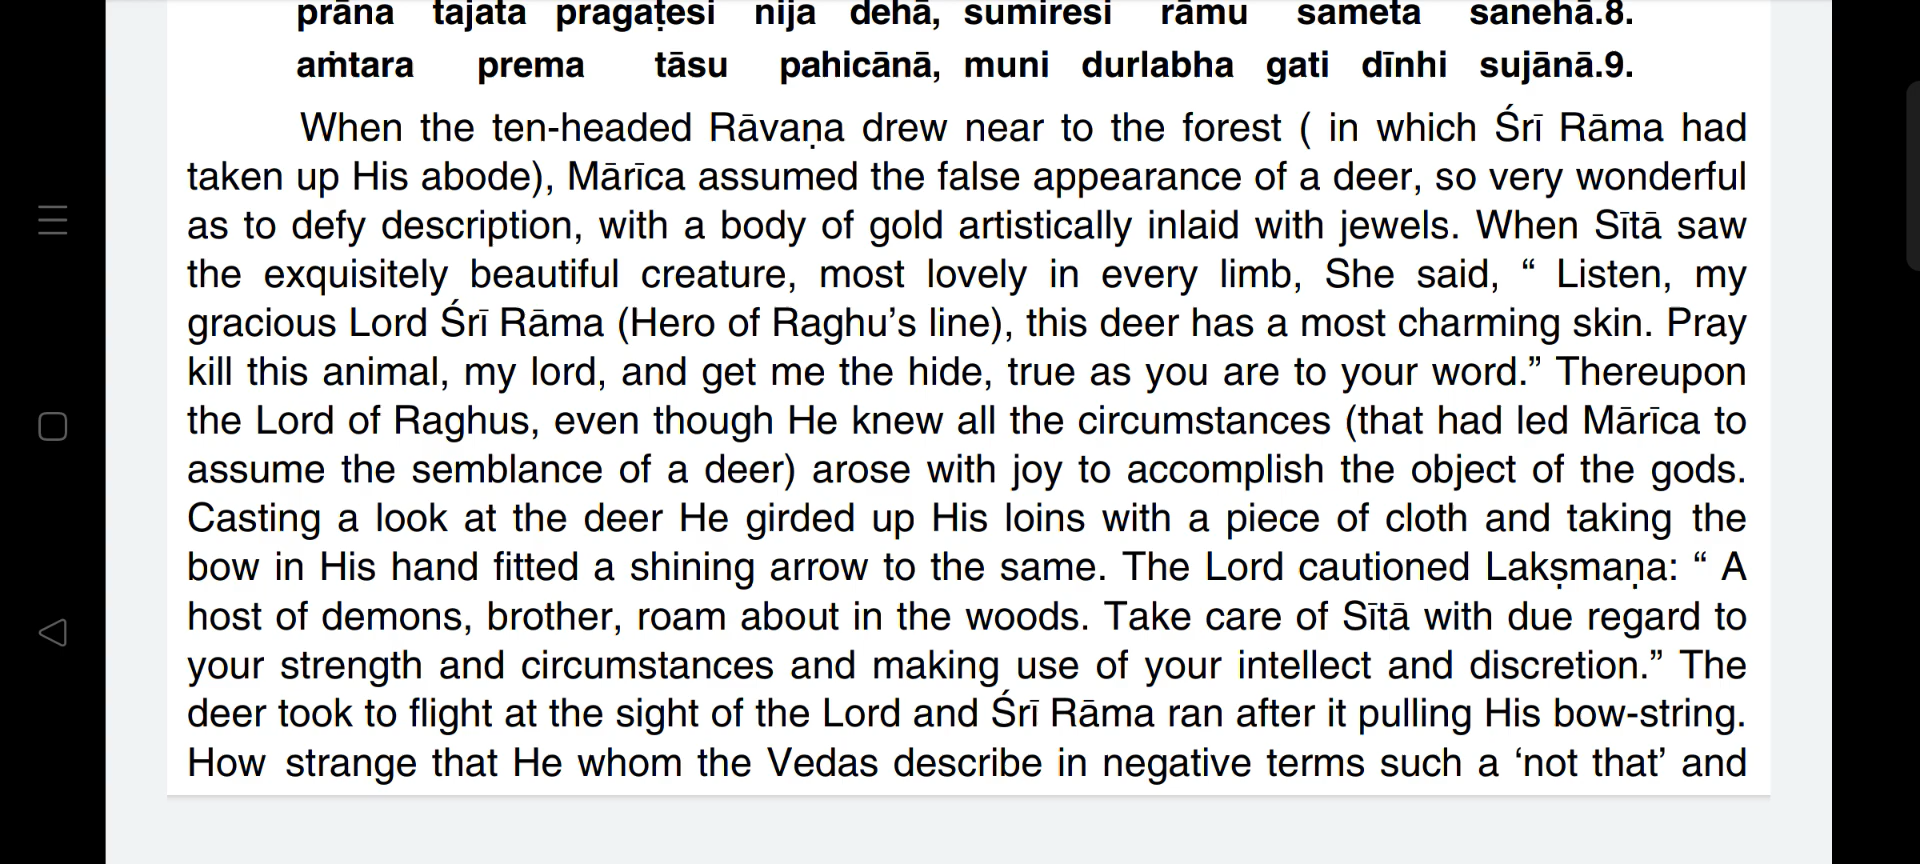 prāna tajata pragaṭesi nija dehā, sumiresi rāmu sameta sanehā.8.
aṁtara prema tāsu pahicānā, muni durlabha gati dīnhi sujānā.9.
When the ten-headed Rāvaṇa drew near to the forest ( in which Śrī Rāma had
taken up His abode), Mārīca assumed the false appearance of a deer, so very wonderful
as to defy description, with a body of gold artistically inlaid with jewels. When Sītā saw
the exquisitely beautiful creature, most lovely in every limb, She said, “ Listen, my
gracious Lord Śrī Rāma (Hero of Raghu’s line), this deer has a most charming skin. Pray
kill this animal, my lord, and get me the hide, true as you are to your word.” Thereupon
the Lord of Raghus, even though He knew all the circumstances (that had led Mārīca to
assume the semblance of a deer) arose with joy to accomplish the object of the gods.
Casting a look at the deer He girded up His loins with a piece of cloth and taking the
bow in His hand fitted a shining arrow to the same. The Lord cautioned Lakṣmaṇa: “ A
host of demons, brother, roam about in the woods. Take care of Sītā with due regard to
your strength and circumstances and making use of your intellect and discretion.” The
deer took to flight at the sight of the Lord and Śrī Rāma ran after it pulling His bow-string.
How strange that He whom the Vedas describe in negative terms such a ‘not that’ and